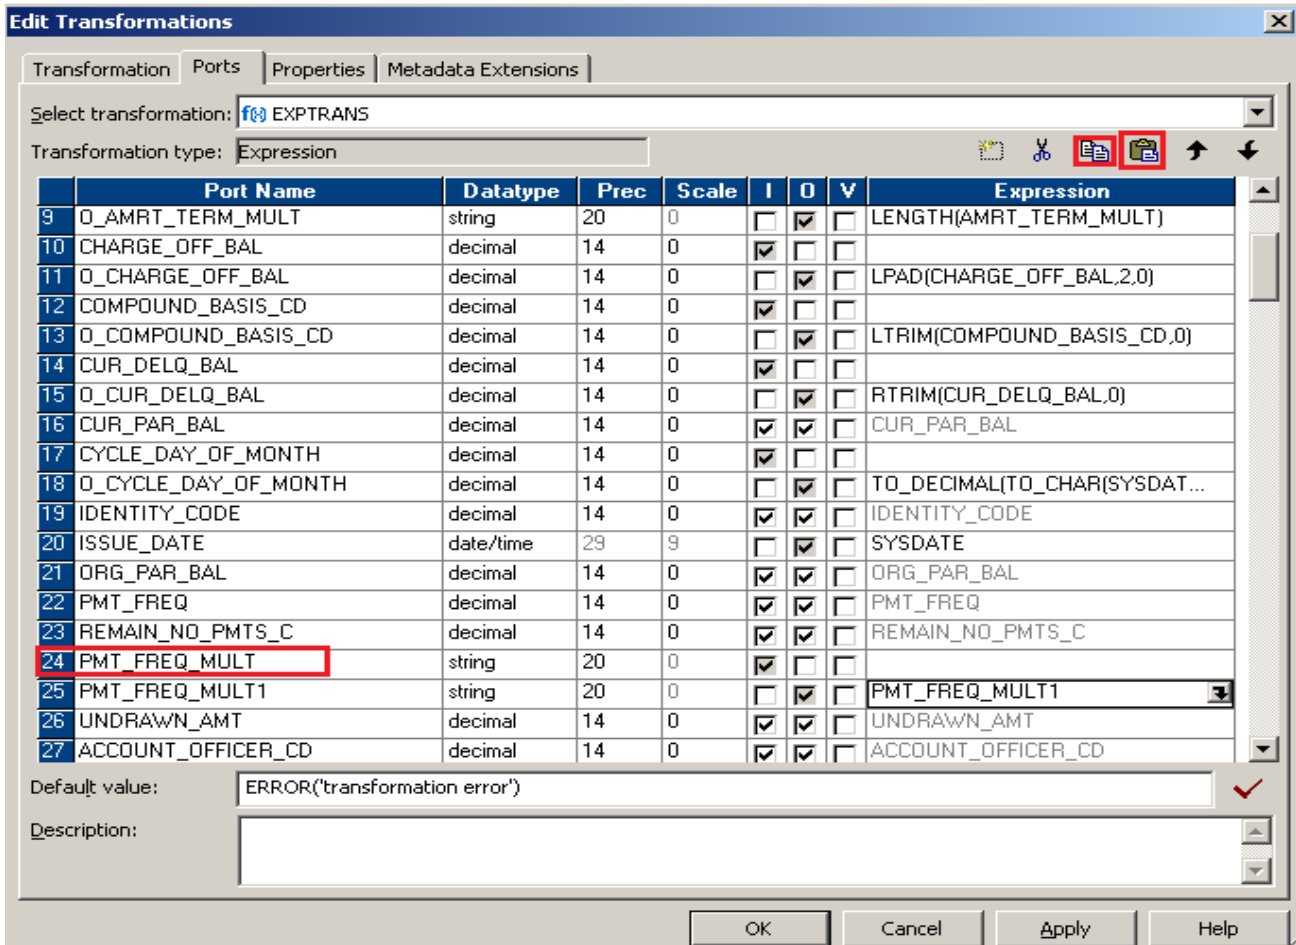 Edit Transformations
Transformation Ports Properties Metadata Extensions
Select transformation: f(x) EXPTRANS
Transformation type: Expression
Port Name Datatype Prec Scale I O V Expression
9 O_AMRT_TERM_MULT string 20 0 LENGTH(AMRT_TERM_MULT)
10 CHARGE_OFF_BAL decimal 14 0
11 O_CHARGE_OFF_BAL decimal 14 0 LPAD(CHARGE_OFF_BAL,2,0)
12 COMPOUND_BASIS_CD decimal 14 0
13 O_COMPOUND_BASIS_CD decimal 14 0 LTRIM(COMPOUND_BASIS_CD,0)
14 CUR_DELQ_BAL decimal 14 0
15 O_CUR_DELQ_BAL decimal 14 0 RTRIM(CUR_DELQ_BAL,0)
16 CUR_PAR_BAL decimal 14 0 CUR_PAR_BAL
17 CYCLE_DAY_OF_MONTH decimal 14 0
18 O_CYCLE_DAY_OF_MONTH decimal 14 0 TO_DECIMAL(TO_CHAR(SYSDAT...
19 IDENTITY_CODE decimal 14 0 IDENTITY_CODE
20 ISSUE_DATE date/time 29 9 SYSDATE
21 ORG_PAR_BAL decimal 14 0 ORG_PAR_BAL
22 PMT_FREQ decimal 14 0 PMT_FREQ
23 REMAIN_NO_PMTS_C decimal 14 0 REMAIN_NO_PMTS_C
24 PMT_FREQ_MULT string 20 0
25 PMT_FREQ_MULT1 string 20 0 PMT_FREQ_MULT1
26 UNDRAWN_AMT decimal 14 0 UNDRAWN_AMT
27 ACCOUNT_OFFICER_CD decimal 14 0 ACCOUNT_OFFICER_CD
Default value: ERROR('transformation error')
Description:
OK Cancel Apply Help